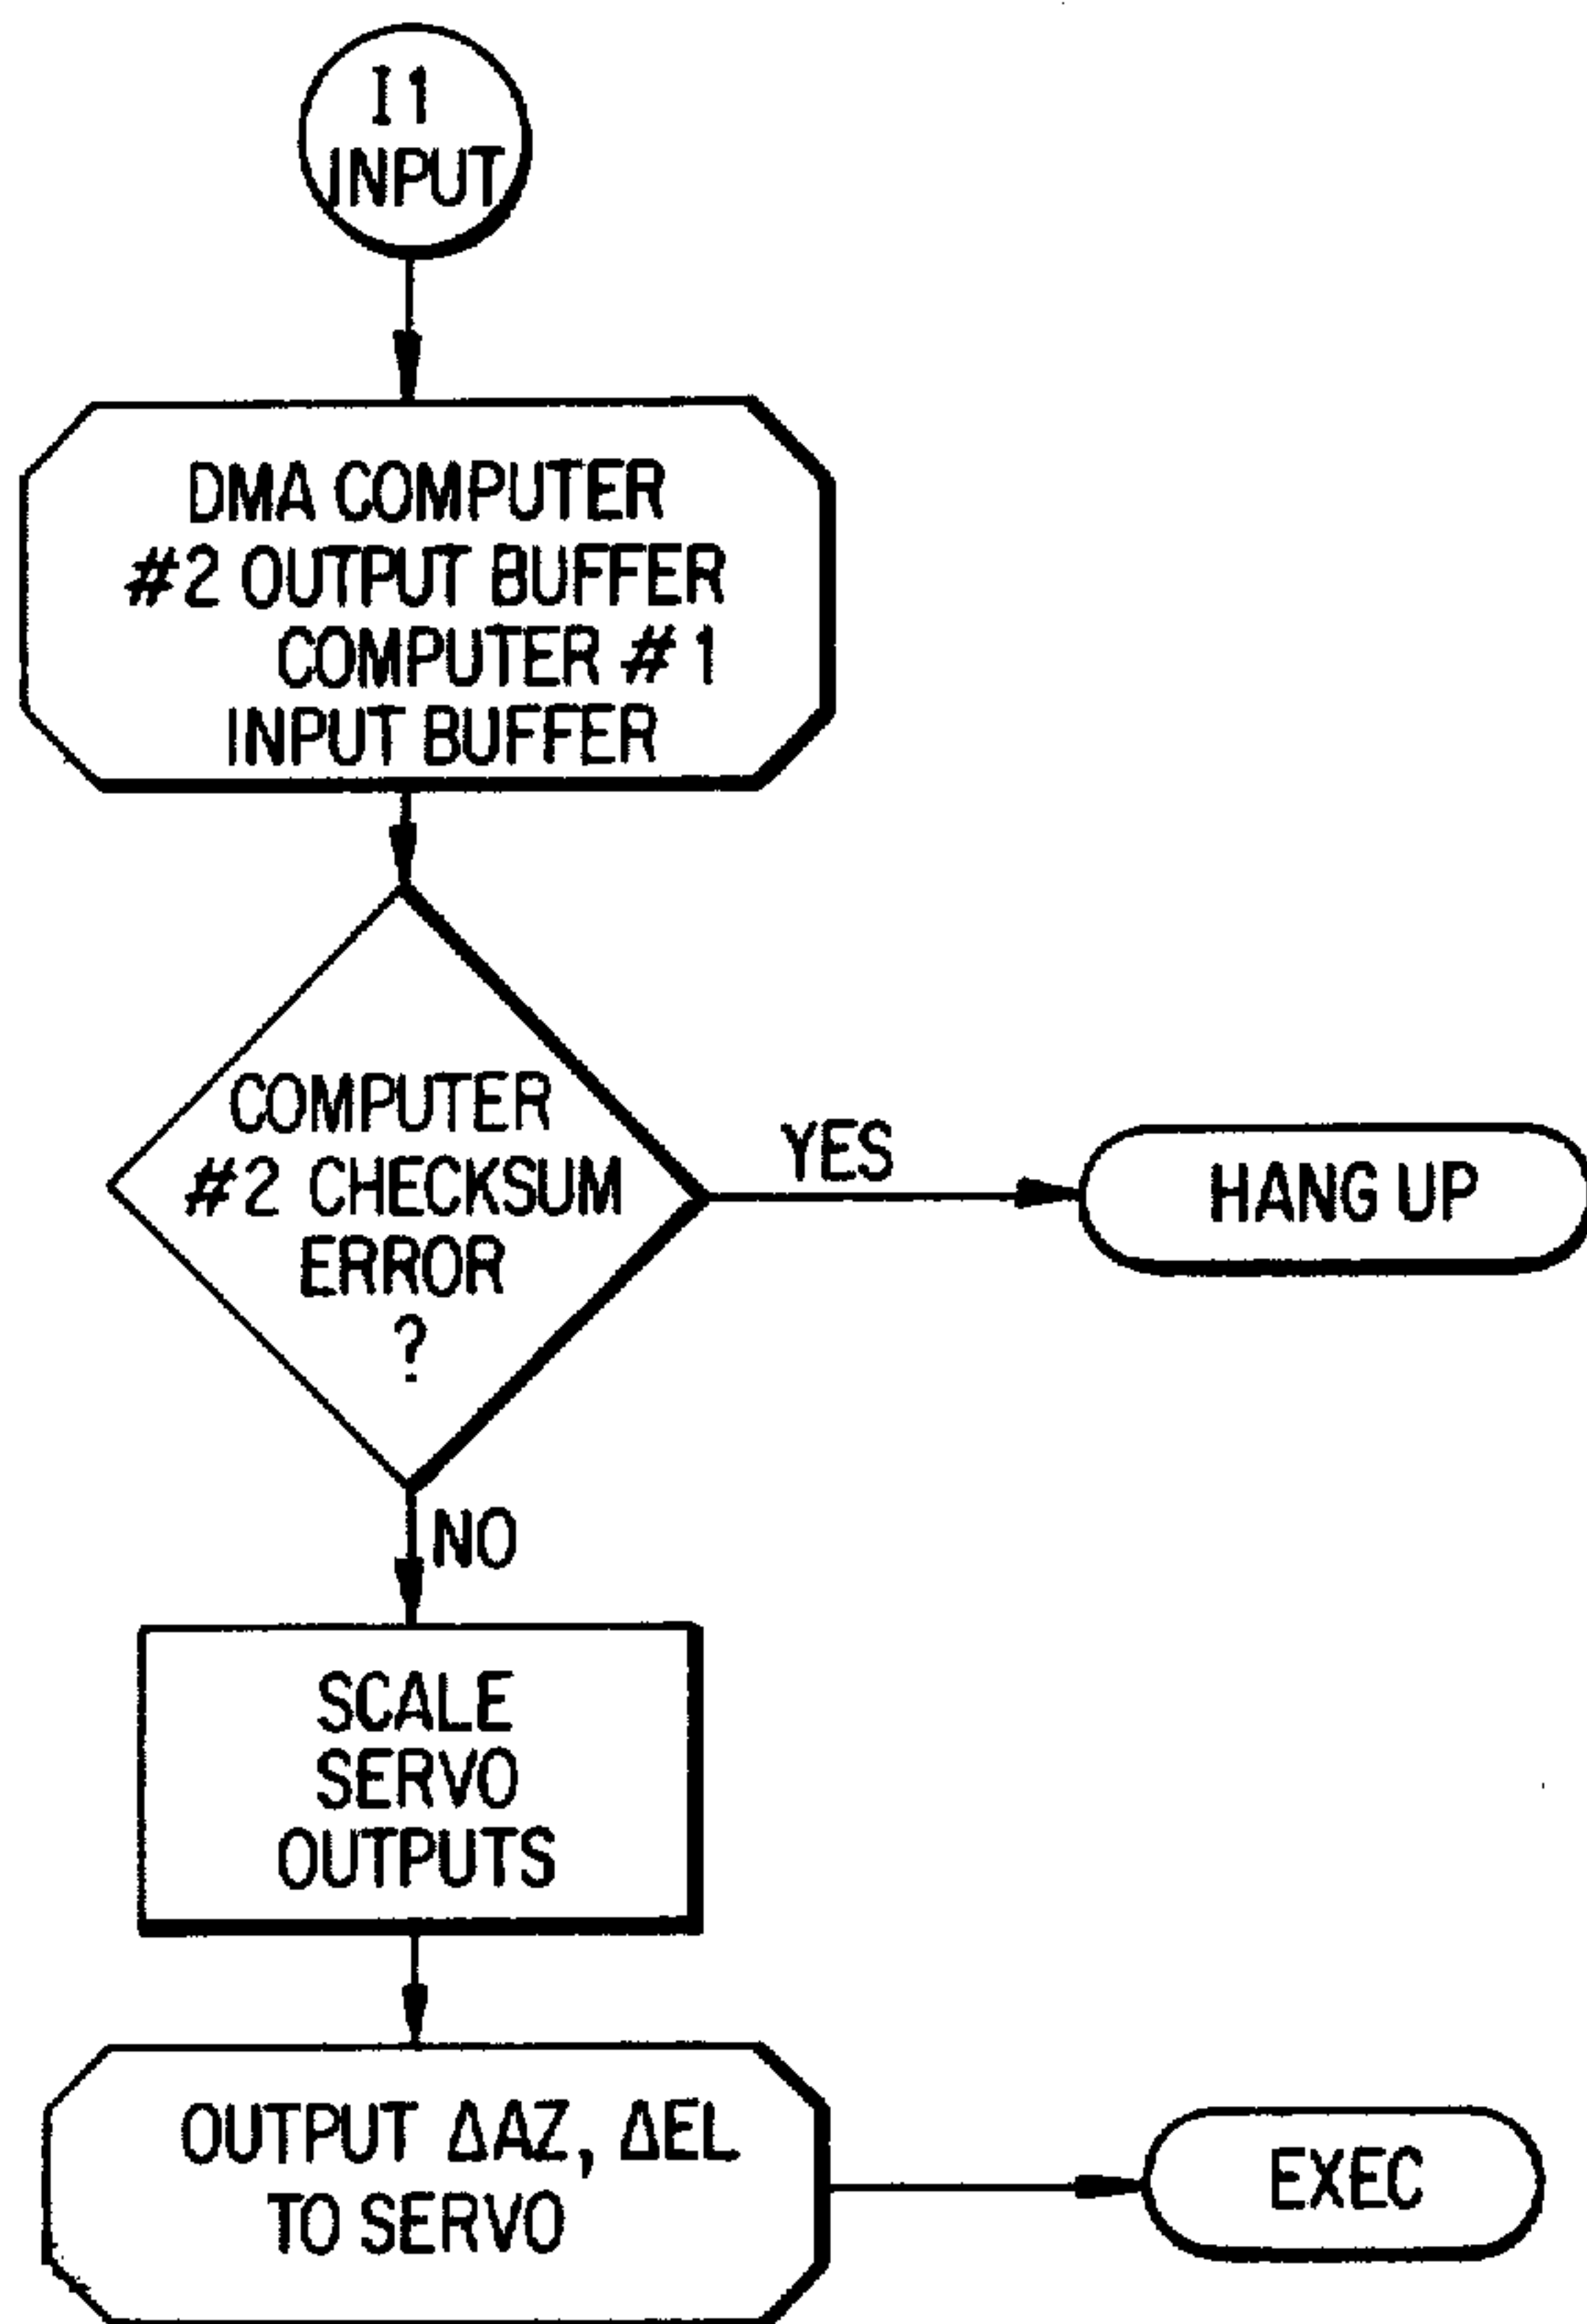 I1
INPUT
DMA COMPUTER
#2 OUTPUT BUFFER
COMPUTER #1
INPUT BUFFER
COMPUTER
#2 CHECKSUM
ERROR
?
YES
HANG UP
NO
SCALE
SERVO
OUTPUTS
OUTPUT ΔAZ, ΔEL
TO SERVO
EXEC